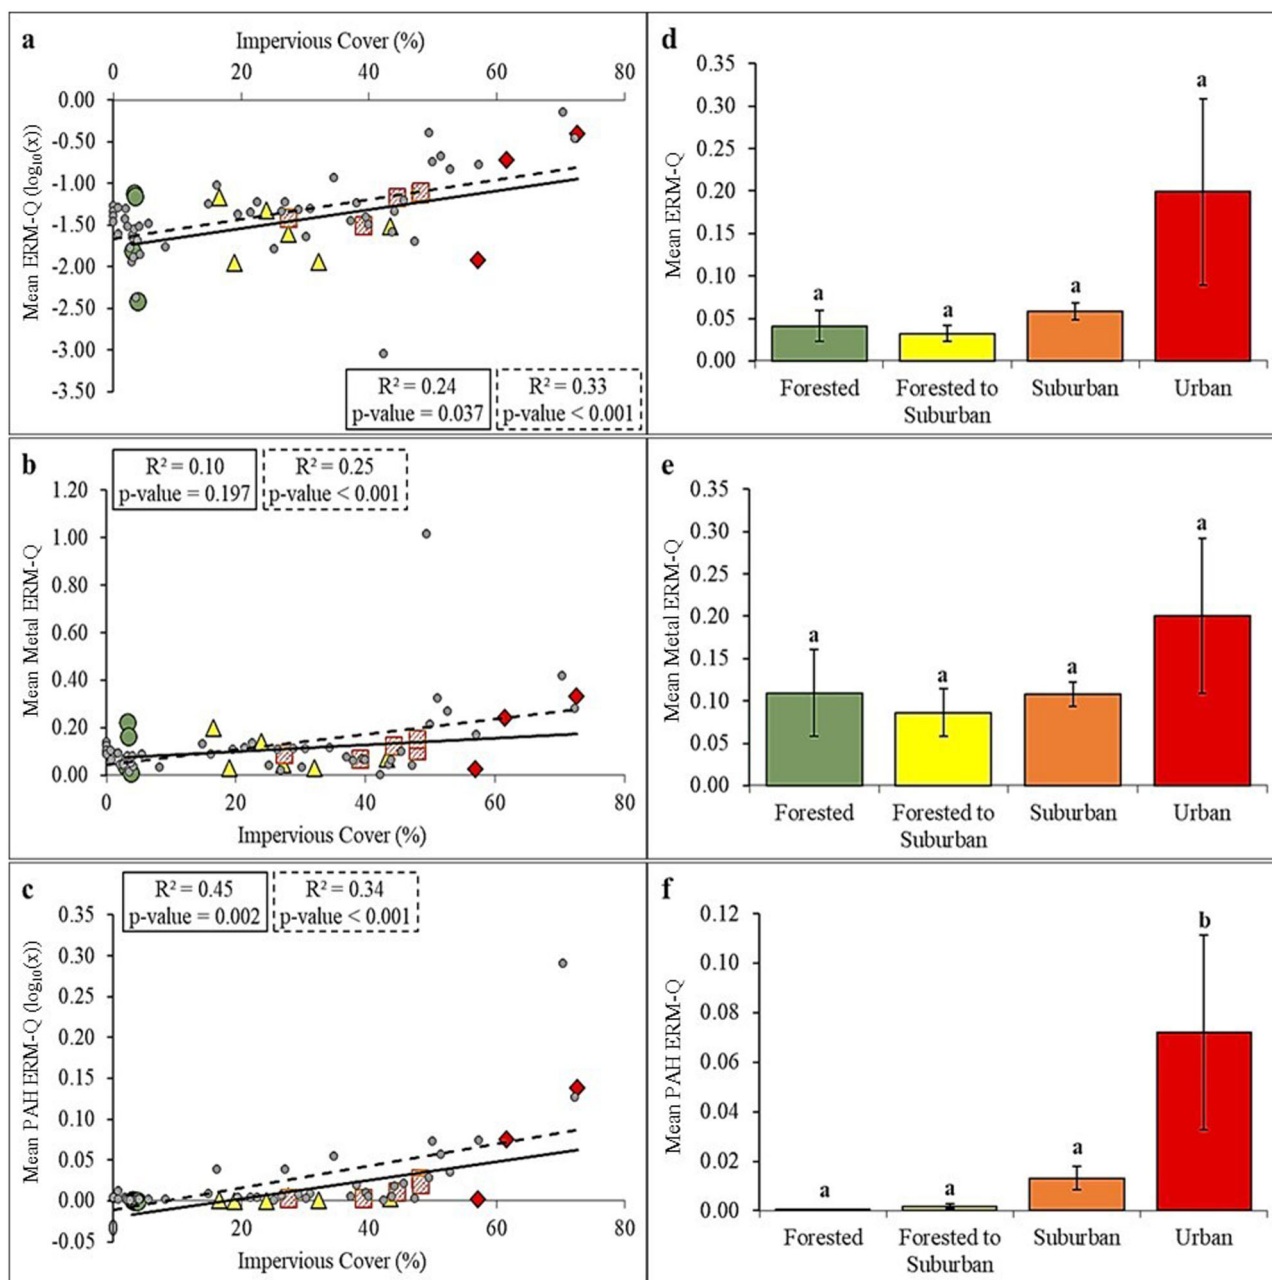 a
Impervious Cover (%)
0 20 40 60 80
0.00
-0.50
-1.00
-1.50
-2.00
-2.50
-3.00
-3.50
Mean ERM-Q (log₁₀(x))
R² = 0.24
p-value = 0.037
R² = 0.33
p-value < 0.001
d
0.35
0.30
0.25
0.20
0.15
0.10
0.05
0.00
Mean ERM-Q
a
a
a
a
Forested
Forested to
Suburban
Suburban
Urban
b
R² = 0.10
p-value = 0.197
R² = 0.25
p-value < 0.001
1.20
1.00
0.80
0.60
0.40
0.20
0.00
Mean Metal ERM-Q
0 20 40 60 80
Impervious Cover (%)
e
0.35
0.30
0.25
0.20
0.15
0.10
0.05
0.00
Mean Metal ERM-Q
a
a
a
a
Forested
Forested to
Suburban
Suburban
Urban
c
R² = 0.45
p-value = 0.002
R² = 0.34
p-value < 0.001
0.35
0.30
0.25
0.20
0.15
0.10
0.05
0.00
-0.05
Mean PAH ERM-Q (log₁₀(x))
0 20 40 60 80
Impervious Cover (%)
f
0.12
0.10
0.08
0.06
0.04
0.02
0.00
Mean PAH ERM-Q
a
a
a
b
Forested
Forested to
Suburban
Suburban
Urban